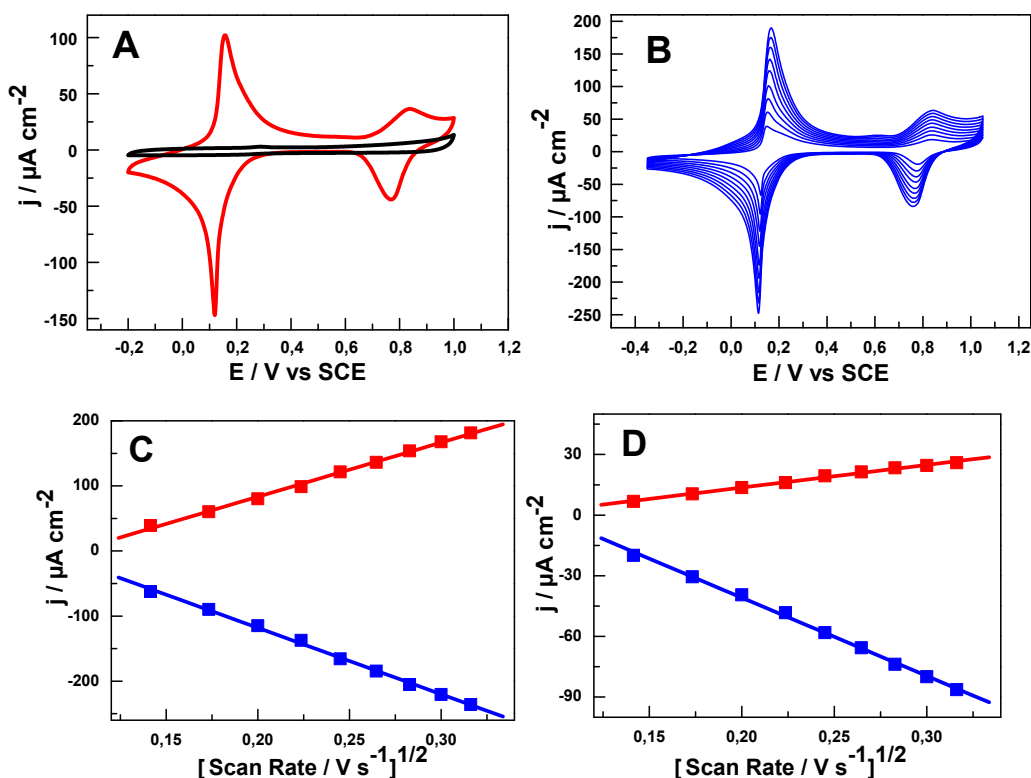 A
j / µA cm-2
100
50
0
-50
-100
-150
-0,2 0,0 0,2 0,4 0,6 0,8 1,0 1,2
E / V vs SCE
B
j / µA cm-2
200
150
100
50
0
-50
-100
-150
-200
-250
-0,4 -0,2 0,0 0,2 0,4 0,6 0,8 1,0 1,2
E / V vs SCE
C
j / µA cm-2
200
100
0
-100
-200
0,15 0,20 0,25 0,30
[Scan Rate / V s-1]1/2
D
j / µA cm-2
30
0
-30
-60
-90
0,15 0,20 0,25 0,30
[Scan Rate / V s-1]1/2